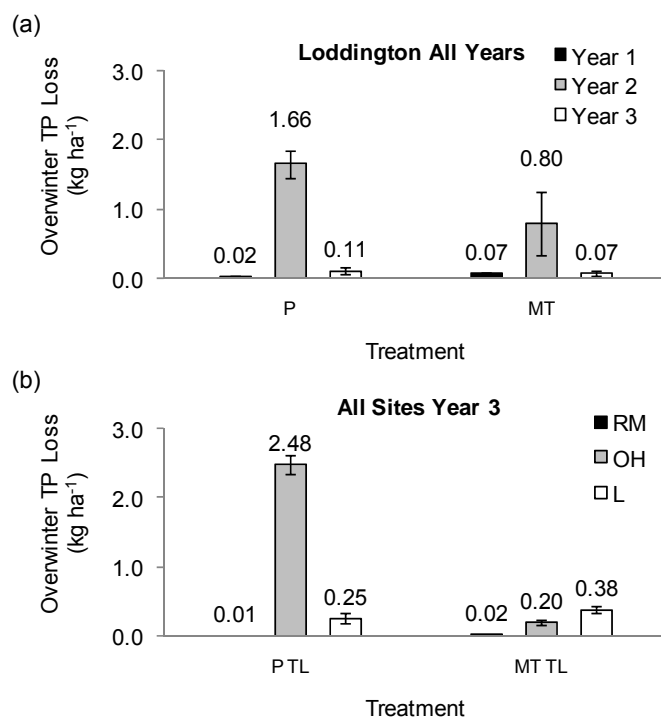 (a)
Loddington All Years
Year 1
Year 2
Year 3
Overwinter TP Loss
(kg ha-1)
3.0
2.0
1.0
0.0
0.02
1.66
0.11
0.07
0.80
0.07
P
MT
Treatment
(b)
All Sites Year 3
RM
OH
L
Overwinter TP Loss
(kg ha-1)
3.0
2.0
1.0
0.0
0.01
2.48
0.25
0.02
0.20
0.38
P TL
MT TL
Treatment